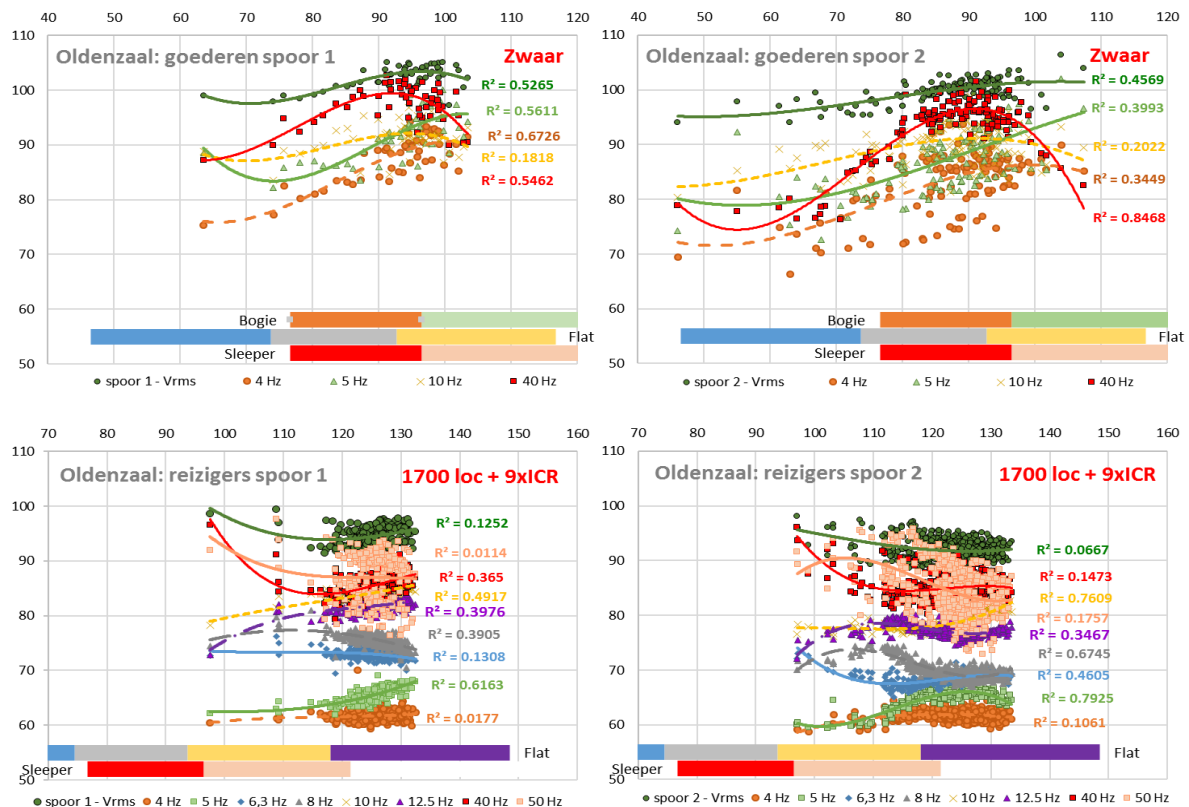 40 50 60 70 80 90 100 110 120
110
Oldenzaal: goederen spoor 1
Zwaar
100
R² = 0.5265
R² = 0.5611
90
R² = 0.6726
R² = 0.1818
R² = 0.5462
80
70
60
Bogie
Flat
Sleeper
50
spoor 1 - Vrms 4 Hz 5 Hz 10 Hz 40 Hz
40 50 60 70 80 90 100 110 120
110
Oldenzaal: goederen spoor 2
Zwaar
R² = 0.4569
100
R² = 0.3993
90
R² = 0.2022
R² = 0.3449
80
R² = 0.8468
70
60
Bogie
Flat
Sleeper
50
spoor 2 - Vrms 4 Hz 5 Hz 10 Hz 40 Hz
70 80 90 100 110 120 130 140 150 160
110
Oldenzaal: reizigers spoor 1
1700 loc + 9xICR
100
R² = 0.1252
R² = 0.0114
90
R² = 0.365
R² = 0.4917
R² = 0.3976
80
R² = 0.3905
R² = 0.1308
70
R² = 0.6163
R² = 0.0177
60
Flat
Sleeper
50
spoor 1 - Vrms 4 Hz 5 Hz 6,3 Hz 8 Hz 10 Hz 12.5 Hz 40 Hz 50 Hz
70 80 90 100 110 120 130 140 150 160
110
Oldenzaal: reizigers spoor 2
1700 loc + 9xICR
100
R² = 0.0667
90
R² = 0.1473
R² = 0.7609
R² = 0.1757
80
R² = 0.3467
R² = 0.6745
R² = 0.4605
70
R² = 0.7925
R² = 0.1061
60
Flat
Sleeper
50
spoor 2 - Vrms 4 Hz 5 Hz 6,3 Hz 8 Hz 10 Hz 12.5 Hz 40 Hz 50 Hz